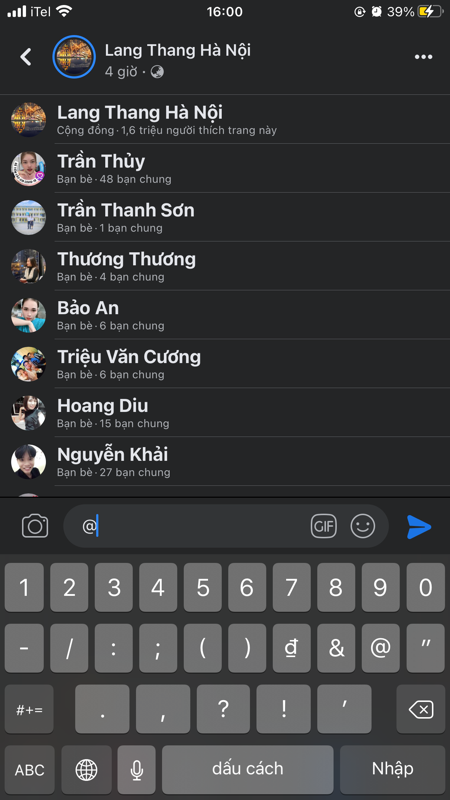 iTel 16:00 39%
Lang Thang Hà Nội
4 giờ ·
Lang Thang Hà Nội
Cộng đồng · 1,6 triệu người thích trang này
Trần Thủy
Bạn bè · 48 bạn chung
Trần Thanh Sơn
Bạn bè · 1 bạn chung
Thương Thương
Bạn bè · 4 bạn chung
Bảo An
Bạn bè · 6 bạn chung
Triệu Văn Cương
Bạn bè · 6 bạn chung
Hoang Diu
Bạn bè · 15 bạn chung
Nguyễn Khải
Bạn bè · 27 bạn chung
@ GIF
1 2 3 4 5 6 7 8 9 0
- / : ; ( ) ₫ & @ "
#+= . , ? ! '
ABC dấu cách Nhập